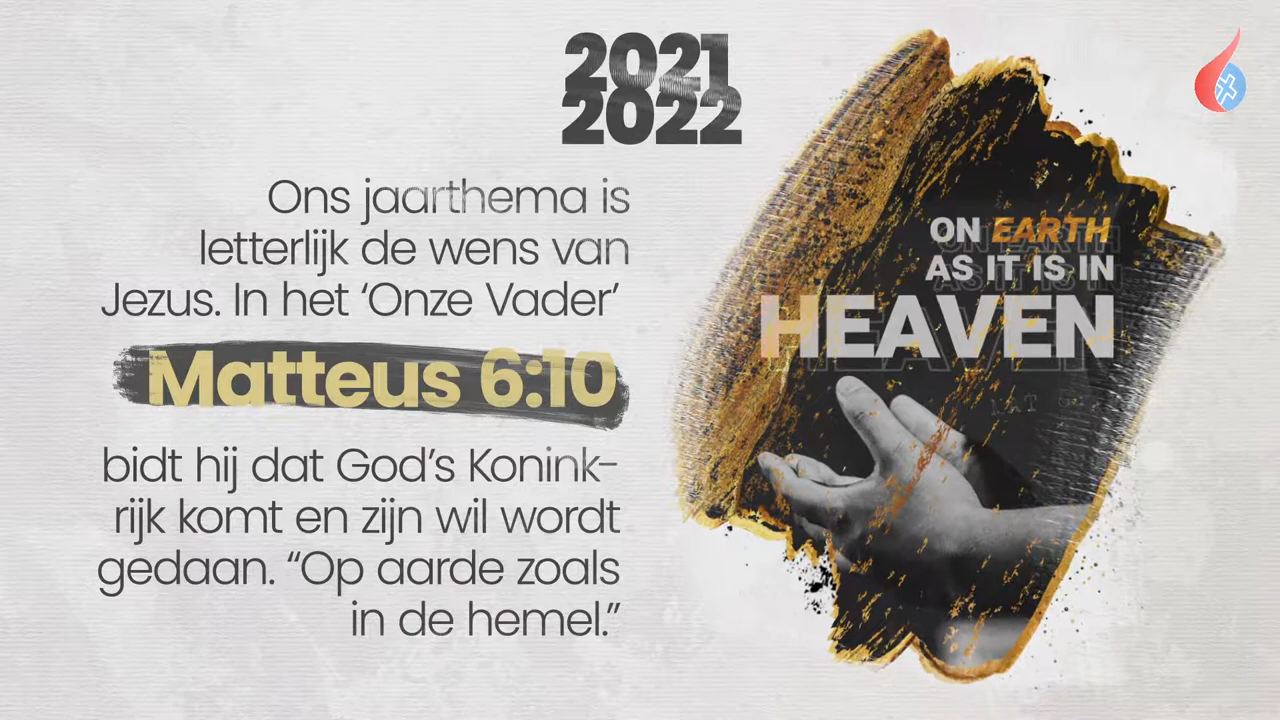 2021
2022
Ons jaarthema is
letterlijk de wens van
Jezus. In het ‘Onze Vader’
Matteus 6:10
bidt hij dat God’s Konink-
rijk komt en zijn wil wordt
gedaan. “Op aarde zoals
in de hemel.”
ON EARTH
AS IT IS IN
HEAVEN